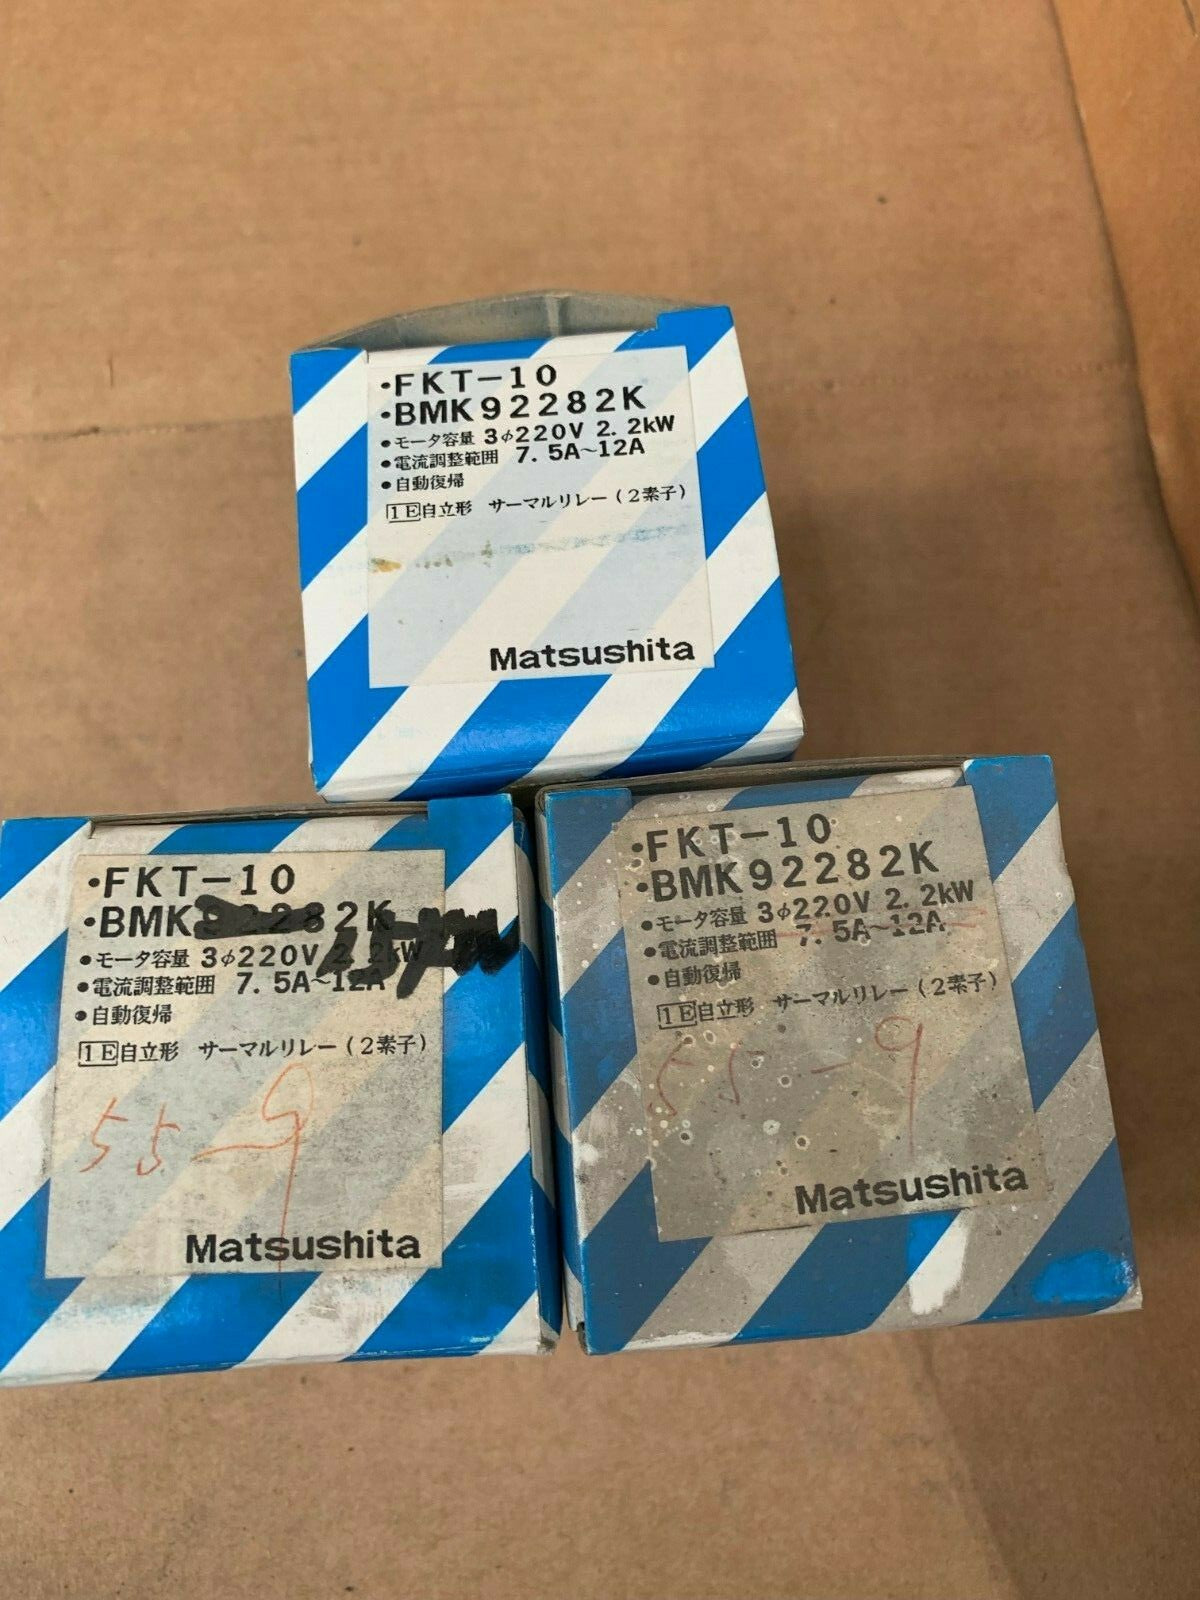 ・FKT-10
・BMK92282K
●モータ容量 3φ220V 2.2kW
●電流調整範囲 7.5A~12A
●自動復帰
1E自立形 サーマルリレー(2素子)
Matsushita
・FKT-10
・BMK92282K
●モータ容量 3φ220V 2.2kW
●電流調整範囲 7.5A~12A
●自動復帰
1E自立形 サーマルリレー(2素子)
55-9
Matsushita
・FKT-10
・BMK92282K
●モータ容量 3φ220V 2.2kW
●電流調整範囲 7.5A~12A
●自動復帰
1E自立形 サーマルリレー(2素子)
55-9
Matsushita